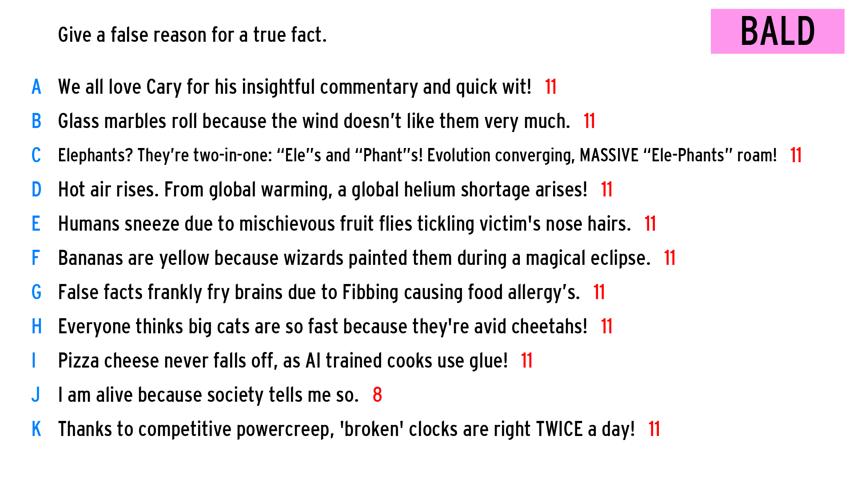 Give a false reason for a true fact.
BALD
A We all love Cary for his insightful commentary and quick wit! 11
B Glass marbles roll because the wind doesn't like them very much. 11
C Elephants? They're two-in-one: “Ele”s and “Phant”s! Evolution converging, MASSIVE “Ele-Phants” roam! 11
D Hot air rises. From global warming, a global helium shortage arises! 11
E Humans sneeze due to mischievous fruit flies tickling victim's nose hairs. 11
F Bananas are yellow because wizards painted them during a magical eclipse. 11
G False facts frankly fry brains due to Fibbing causing food allergy’s. 11
H Everyone thinks big cats are so fast because they're avid cheetahs! 11
I Pizza cheese never falls off, as AI trained cooks use glue! 11
J I am alive because society tells me so. 8
K Thanks to competitive powercreep, 'broken' clocks are right TWICE a day! 11